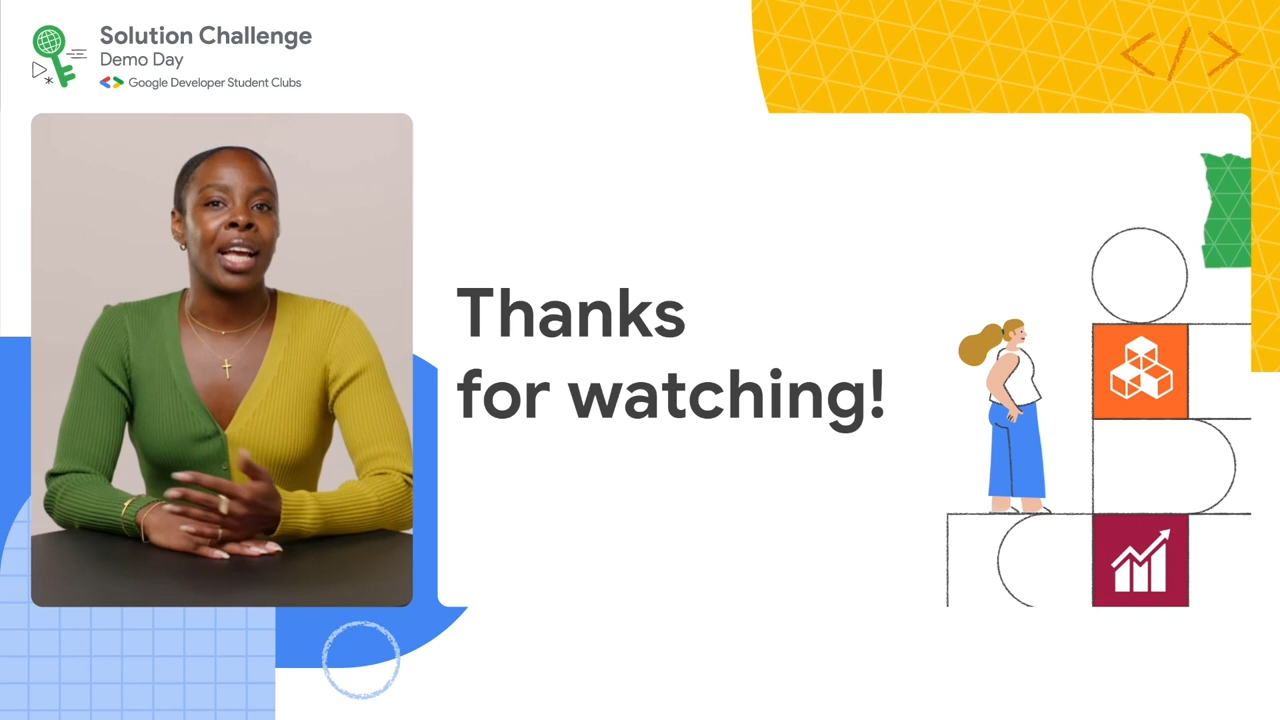 Solution Challenge
Demo Day
Google Developer Student Clubs
</>
Thanks
for watching!